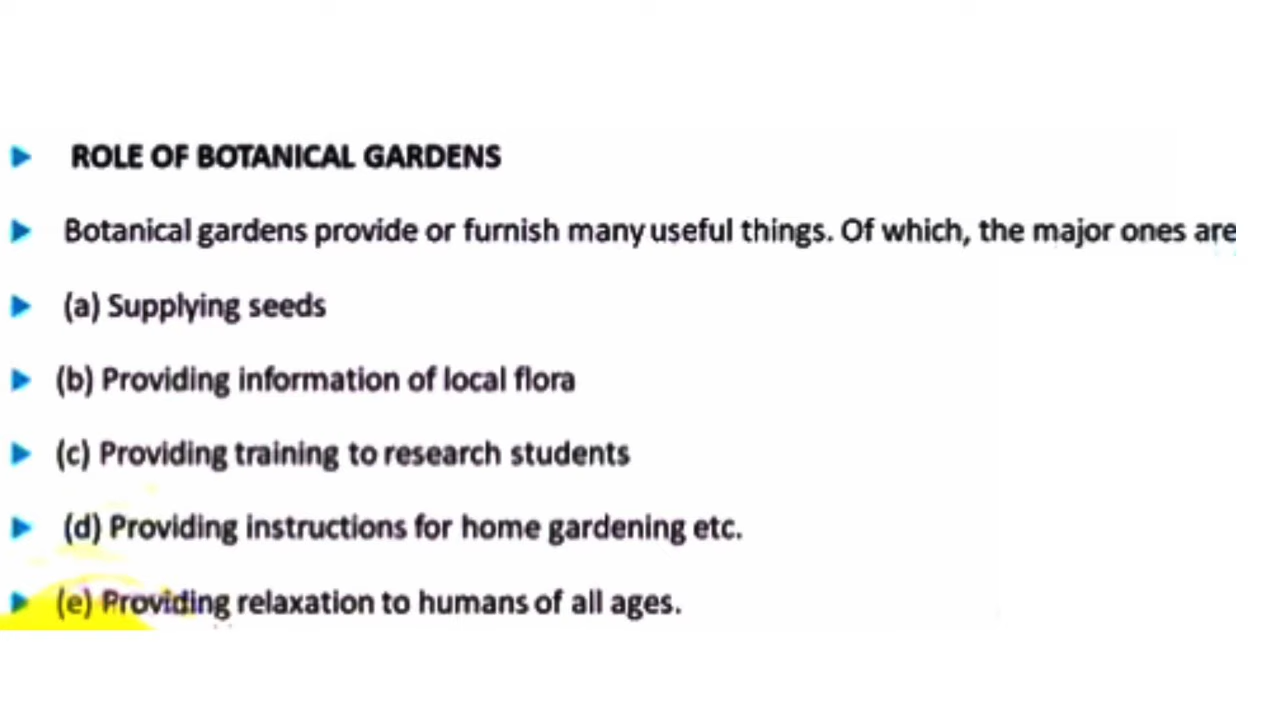 ROLE OF BOTANICAL GARDENS
Botanical gardens provide or furnish many useful things. Of which, the major ones are
(a) Supplying seeds
(b) Providing information of local flora
(c) Providing training to research students
(d) Providing instructions for home gardening etc.
(e) Providing relaxation to humans of all ages.